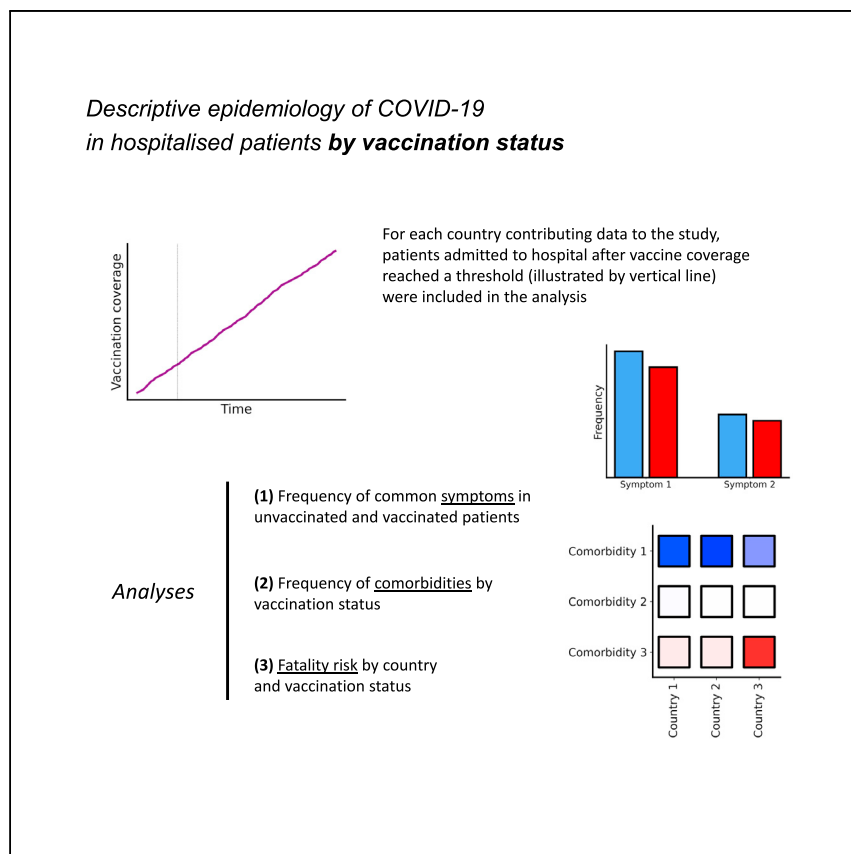 Descriptive epidemiology of COVID-19
in hospitalised patients by vaccination status
For each country contributing data to the study,
patients admitted to hospital after vaccine coverage
reached a threshold (illustrated by vertical line)
were included in the analysis
Vaccination coverage
Time
Frequency
Symptom 1
Symptom 2
Analyses
(1) Frequency of common symptoms in
unvaccinated and vaccinated patients
(2) Frequency of comorbidities by
vaccination status
(3) Fatality risk by country
and vaccination status
Comorbidity 1
Comorbidity 2
Comorbidity 3
Country 1
Country 2
Country 3